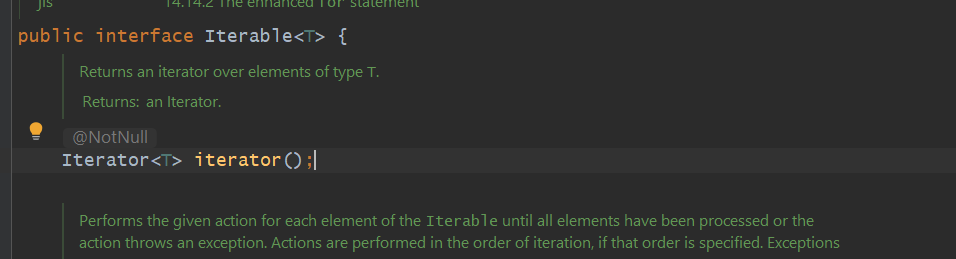 jls 14.14.2 The enhanced for statement
public interface Iterable<T> {
Returns an iterator over elements of type T.
Returns: an Iterator.
@NotNull
Iterator<T> iterator();
Performs the given action for each element of the Iterable until all elements have been processed or the
action throws an exception. Actions are performed in the order of iteration, if that order is specified. Exceptions